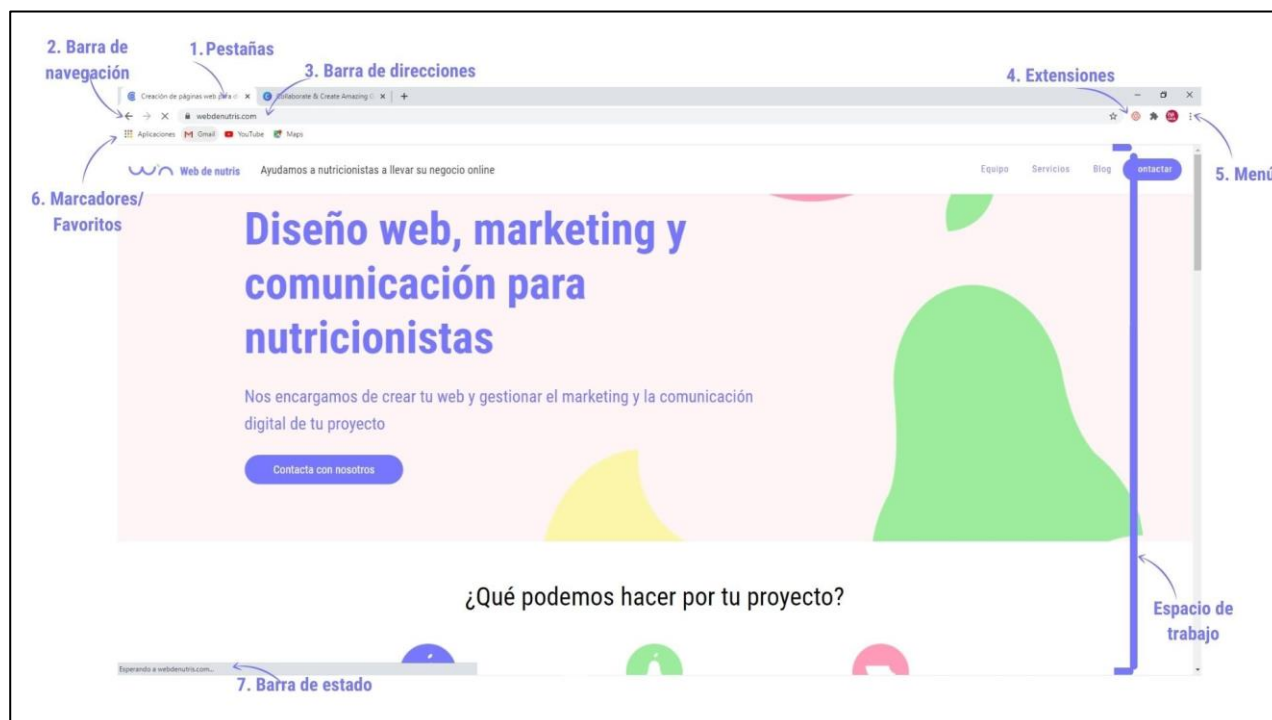 2. Barra de
navegación
1. Pestañas
3. Barra de direcciones
4. Extensiones
Creación de páginas web para
Collaborate & Create Amazing
webdenutris.com
Aplicaciones Gmail YouTube Maps
5. Menú
6. Marcadores/
Favoritos
Web de nutris Ayudamos a nutricionistas a llevar su negocio online
Equipo Servicios Blog ontactar
Diseño web, marketing y
comunicación para
nutricionistas
Nos encargamos de crear tu web y gestionar el marketing y la comunicación
digital de tu proyecto
Contacta con nosotros
¿Qué podemos hacer por tu proyecto?
Espacio de
trabajo
Esperando a webdenutris.com...
7. Barra de estado